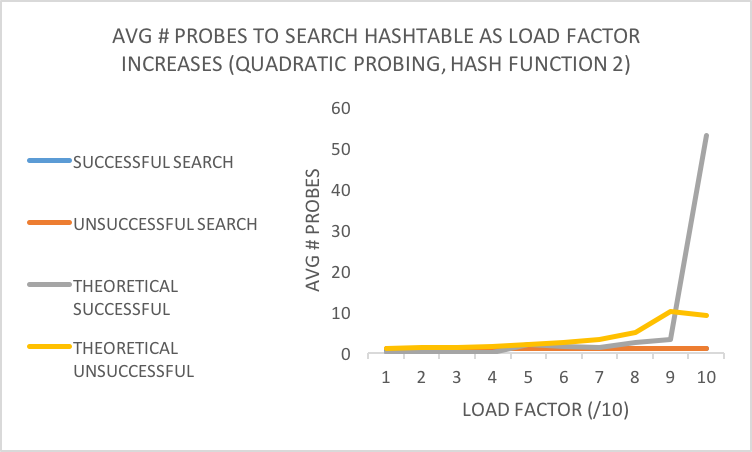 AVG # PROBES TO SEARCH HASHTABLE AS LOAD FACTOR
INCREASES (QUADRATIC PROBING, HASH FUNCTION 2)
SUCCESSFUL SEARCH
UNSUCCESSFUL SEARCH
THEORETICAL
SUCCESSFUL
THEORETICAL
UNSUCCESSFUL
AVG # PROBES
60
50
40
30
20
10
0
1 2 3 4 5 6 7 8 9 10
LOAD FACTOR (/10)